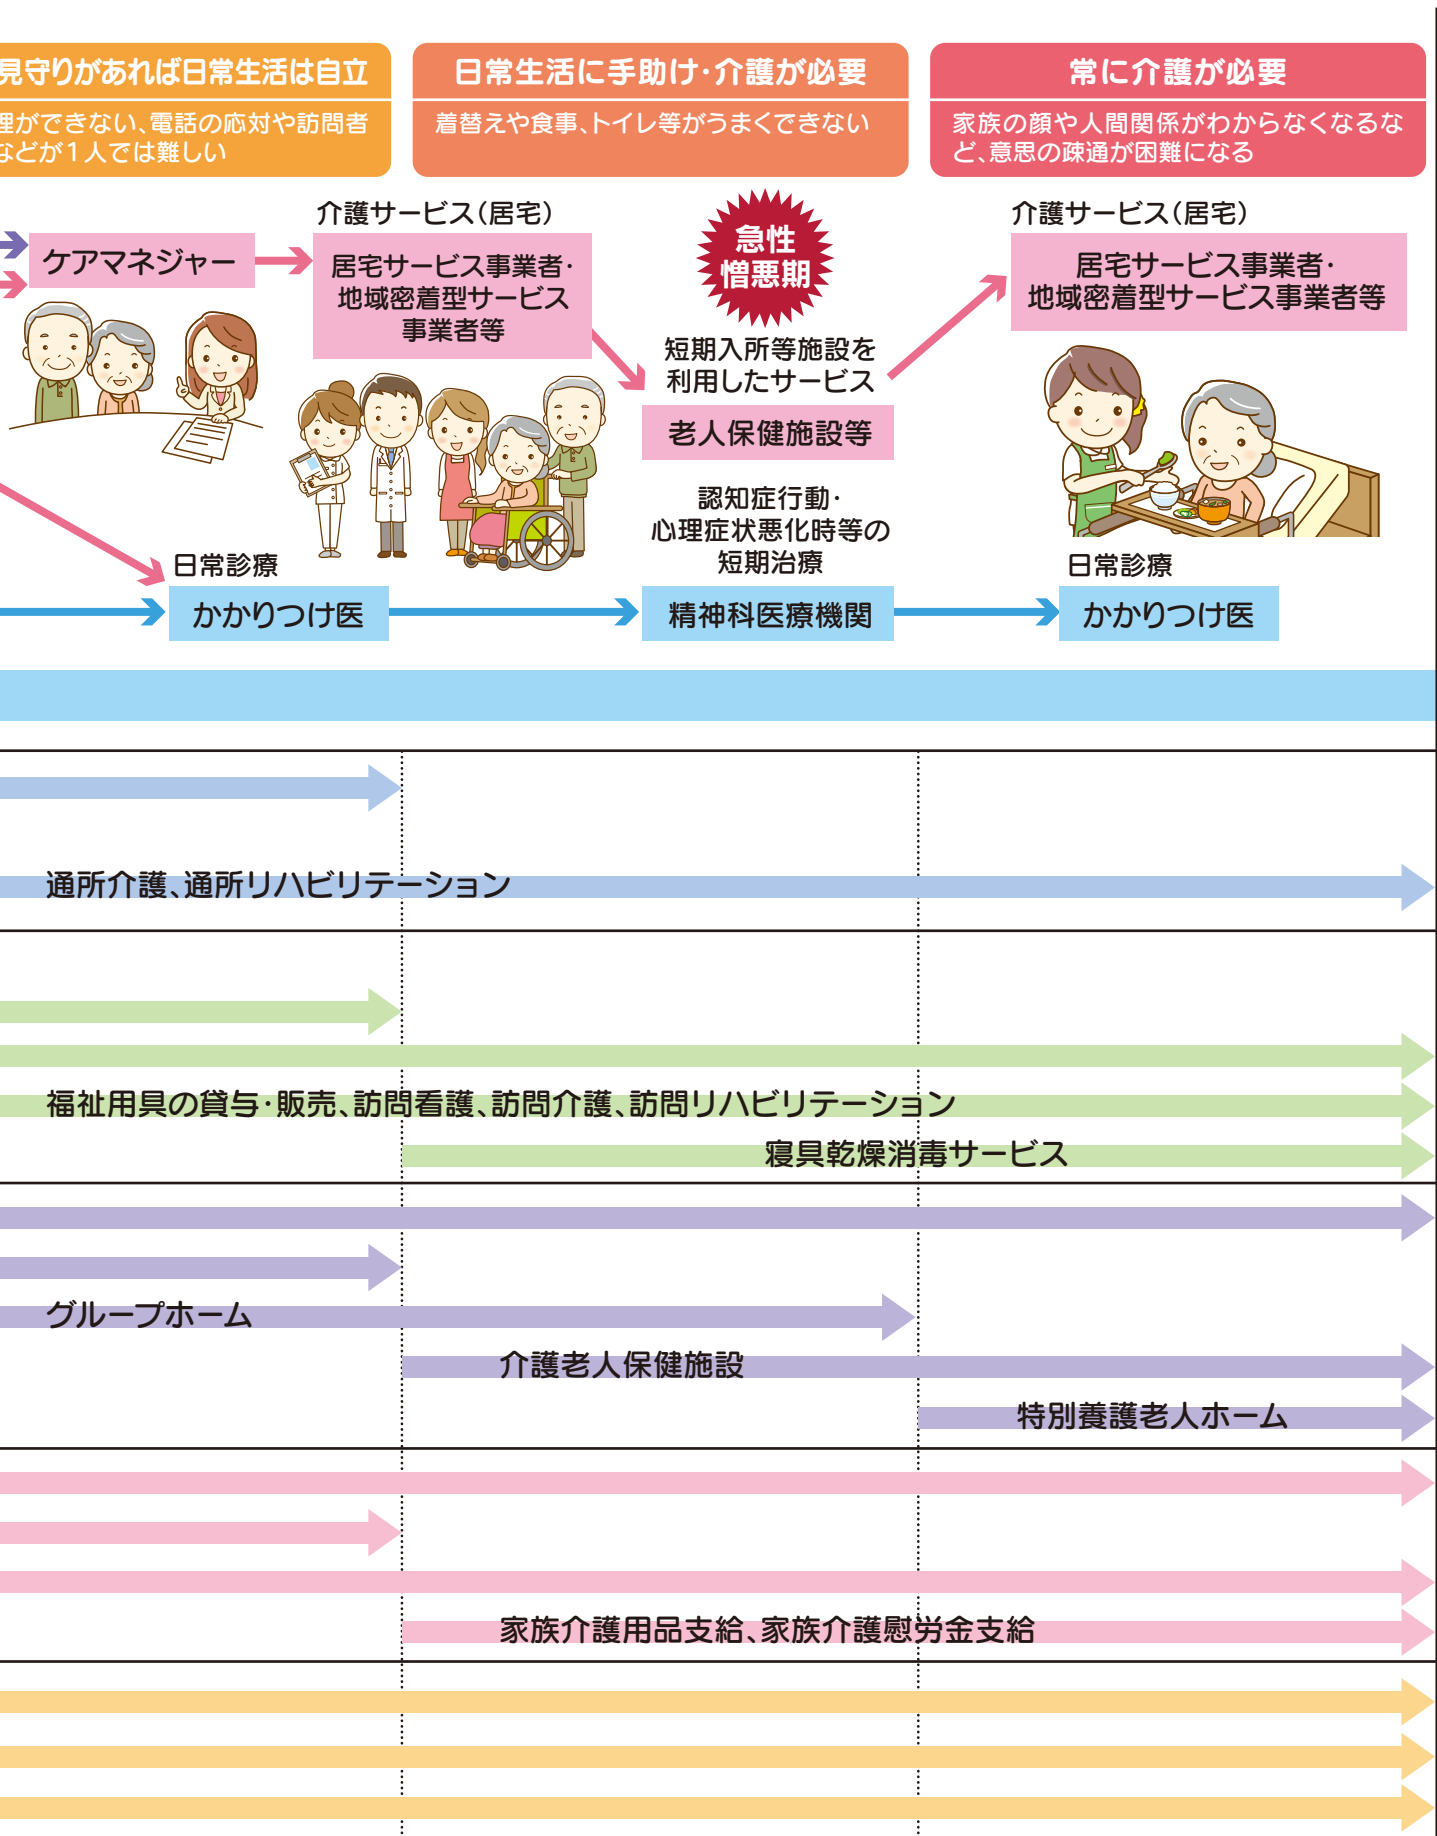 見守りがあれば日常生活は自立
理ができない、電話の応対や訪問者
などが1人では難しい
日常生活に手助け・介護が必要
着替えや食事、トイレ等がうまくできない
常に介護が必要
家族の顔や人間関係がわからなくなるな
ど、意思の疎通が困難になる
ケアマネジャー
介護サービス(居宅)
居宅サービス事業者・
地域密着型サービス
事業者等
急性
憎悪期
短期入所等施設を
利用したサービス
老人保健施設等
認知症行動・
心理症状悪化時等の
短期治療
精神科医療機関
介護サービス(居宅)
居宅サービス事業者・
地域密着型サービス事業者等
日常診療
かかりつけ医
日常診療
かかりつけ医
通所介護、通所リハビリテーション
福祉用具の貸与・販売、訪問看護、訪問介護、訪問リハビリテーション
寝具乾燥消毒サービス
グループホーム
介護老人保健施設
特別養護老人ホーム
家族介護用品支給、家族介護慰労金支給